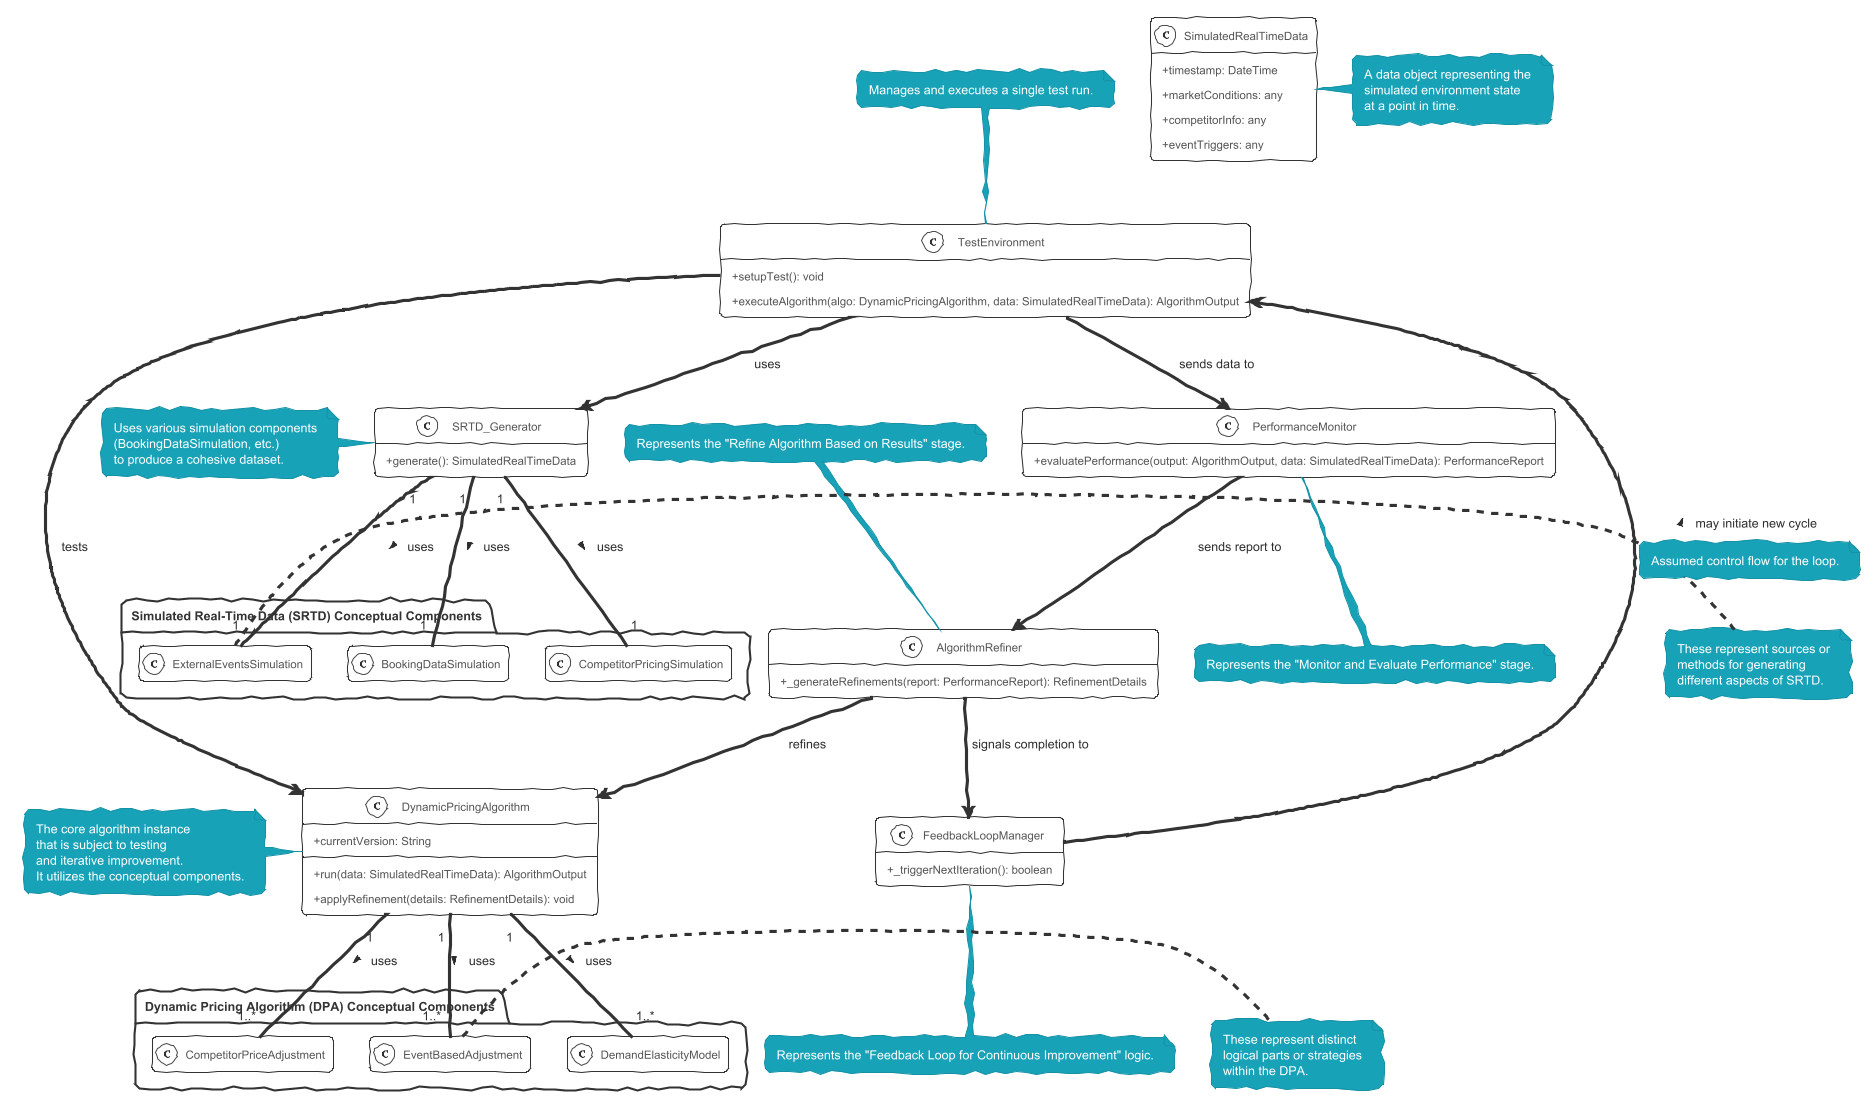 C SimulatedRealTimeData
+timestamp: DateTime
+marketConditions: any
+competitorInfo: any
+eventTriggers: any
A data object representing the
simulated environment state
at a point in time.
Manages and executes a single test run.
C TestEnvironment
+setupTest(): void
+executeAlgorithm(algo: DynamicPricingAlgorithm, data: SimulatedRealTimeData): AlgorithmOutput
uses
sends data to
Uses various simulation components
(BookingDataSimulation, etc.)
to produce a cohesive dataset.
C SRTD_Generator
+generate(): SimulatedRealTimeData
Represents the "Refine Algorithm Based on Results" stage.
C PerformanceMonitor
+evaluatePerformance(output: AlgorithmOutput, data: SimulatedRealTimeData): PerformanceReport
1
1
1
may initiate new cycle
tests
uses
uses
uses
sends report to
Assumed control flow for the loop.
Simulated Real-Time Data (SRTD) Conceptual Components
1
1
1
C ExternalEventsSimulation
C BookingDataSimulation
C CompetitorPricingSimulation
C AlgorithmRefiner
+_generateRefinements(report: PerformanceReport): RefinementDetails
Represents the "Monitor and Evaluate Performance" stage.
These represent sources or
methods for generating
different aspects of SRTD.
refines
signals completion to
The core algorithm instance
that is subject to testing
and iterative improvement.
It utilizes the conceptual components.
C DynamicPricingAlgorithm
+currentVersion: String
+run(data: SimulatedRealTimeData): AlgorithmOutput
+applyRefinement(details: RefinementDetails): void
C FeedbackLoopManager
+_triggerNextIteration(): boolean
1
1
1
uses
uses
uses
Dynamic Pricing Algorithm (DPA) Conceptual Components
1..*
1..*
1..*
C CompetitorPriceAdjustment
C EventBasedAdjustment
C DemandElasticityModel
Represents the "Feedback Loop for Continuous Improvement" logic.
These represent distinct
logical parts or strategies
within the DPA.